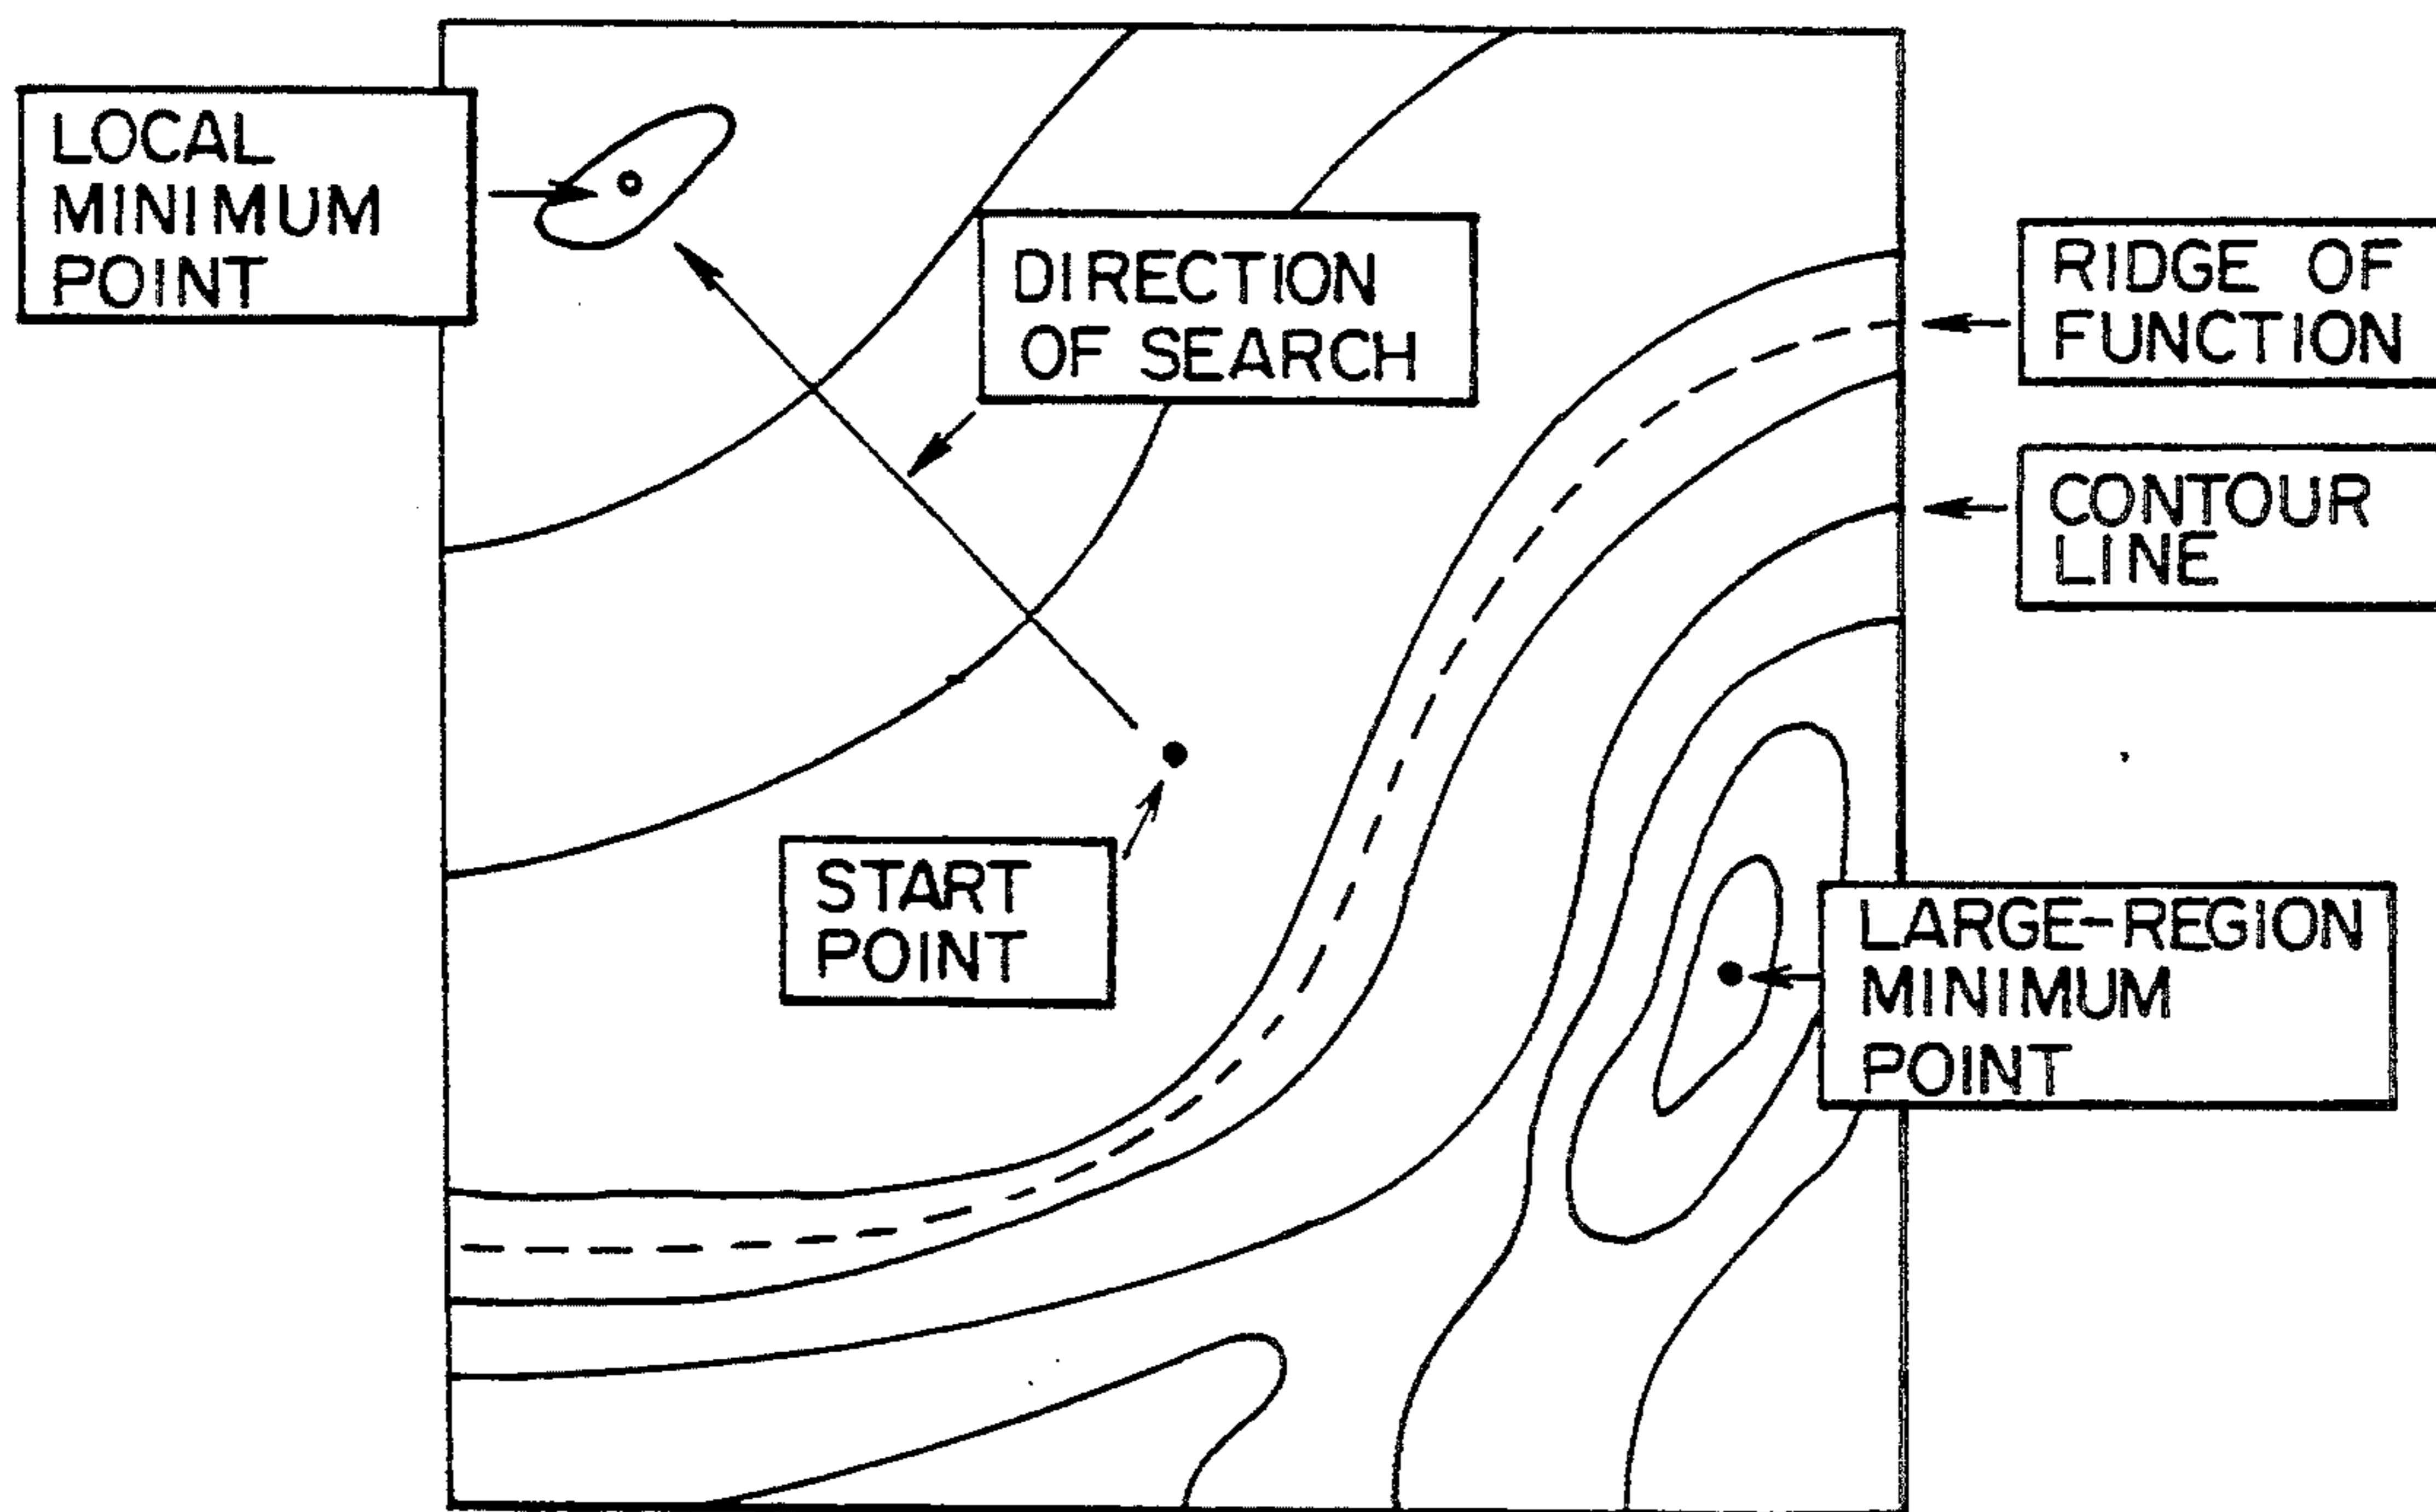 LOCAL
MINIMUM
POINT
DIRECTION
OF SEARCH
RIDGE OF
FUNCTION
CONTOUR
LINE
START
POINT
LARGE-REGION
MINIMUM
POINT